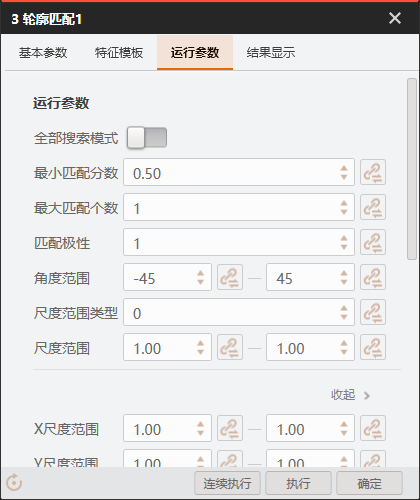 3 轮廓匹配1
基本参数 特征模板 运行参数 结果显示
运行参数
全部搜索模式
最小匹配分数 0.50
最大匹配个数 1
匹配极性 1
角度范围 -45 — 45
尺度范围类型 0
尺度范围 1.00 — 1.00
收起
X尺度范围 1.00 — 1.00
Y尺度范围 1.00 — 1.00
连续执行 执行 确定